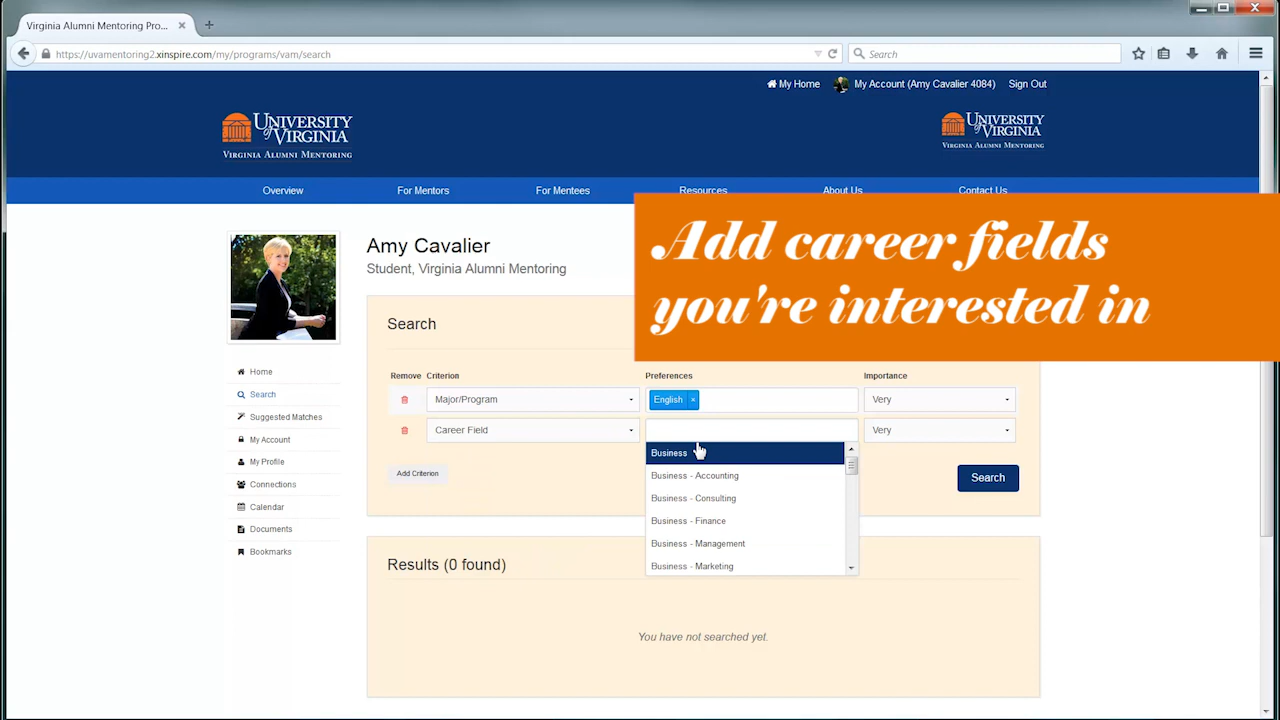 Virginia Alumni Mentoring Pro...
https://uvamentoring2.xinspire.com/my/programs/vam/search
Search
My Home
My Account (Amy Cavalier 4084)
Sign Out
UNIVERSITY of VIRGINIA
VIRGINIA ALUMNI MENTORING
UNIVERSITY of VIRGINIA
VIRGINIA ALUMNI MENTORING
Overview
For Mentors
For Mentees
Resources
About Us
Contact Us
Add career fields
you're interested in
Amy Cavalier
Student, Virginia Alumni Mentoring
Home
Search
Suggested Matches
My Account
My Profile
Connections
Calendar
Documents
Bookmarks
Search
Remove Criterion Preferences Importance
Major/Program English × Very
Career Field Very
Business
Business - Accounting
Business - Consulting
Business - Finance
Business - Management
Business - Marketing
Add Criterion
Search
Results (0 found)
You have not searched yet.